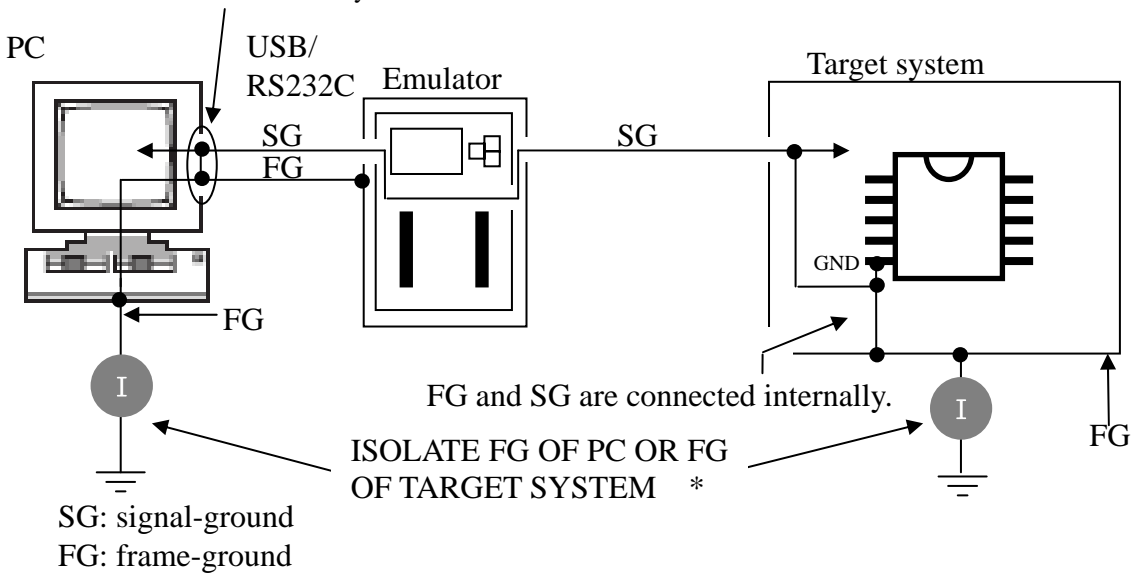 PC
USB/
RS232C
Emulator
Target system
SG
SG
FG
GND
FG
FG and SG are connected internally.
FG
I
I
ISOLATE FG OF PC OR FG
OF TARGET SYSTEM *
SG: signal-ground
FG: frame-ground